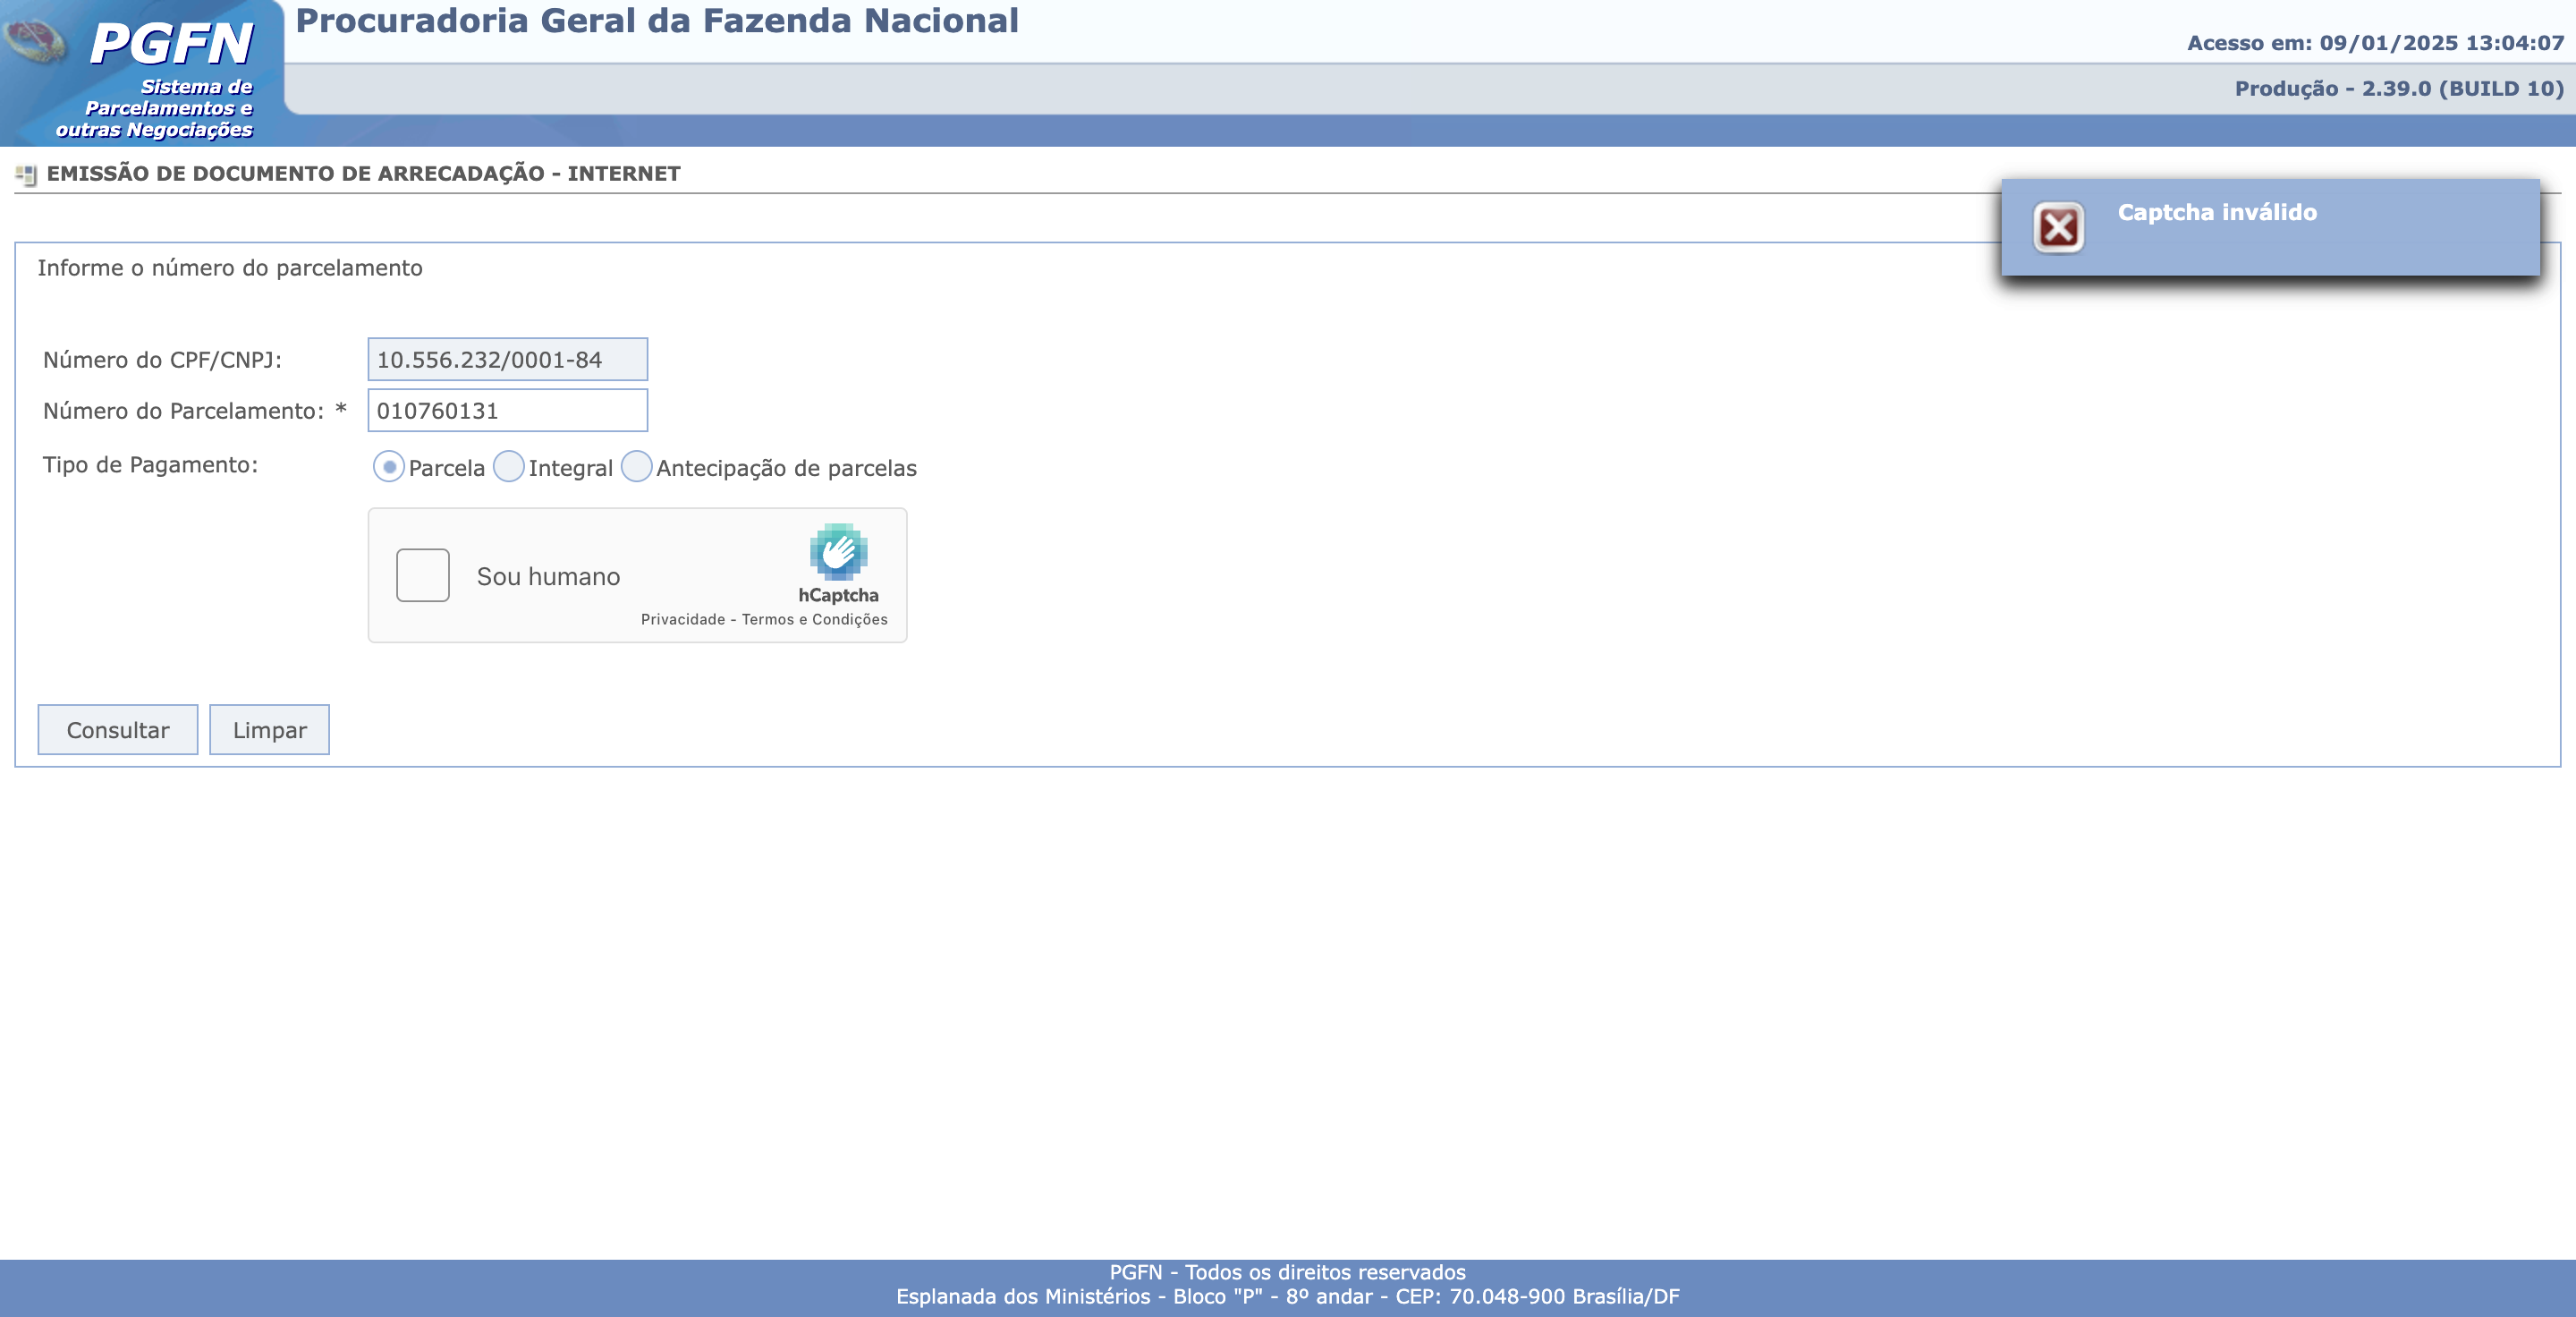 PGFN
Sistema de
Parcelamentos e
outras Negociações
Procuradoria Geral da Fazenda Nacional
Acesso em: 09/01/2025 13:04:07
Produção - 2.39.0 (BUILD 10)
EMISSÃO DE DOCUMENTO DE ARRECADAÇÃO - INTERNET
Captcha inválido
Informe o número do parcelamento
Número do CPF/CNPJ: 10.556.232/0001-84
Número do Parcelamento: * 010760131
Tipo de Pagamento: Parcela Integral Antecipação de parcelas
Sou humano
hCaptcha
Privacidade - Termos e Condições
Consultar Limpar
PGFN - Todos os direitos reservados
Esplanada dos Ministérios - Bloco "P" - 8º andar - CEP: 70.048-900 Brasília/DF